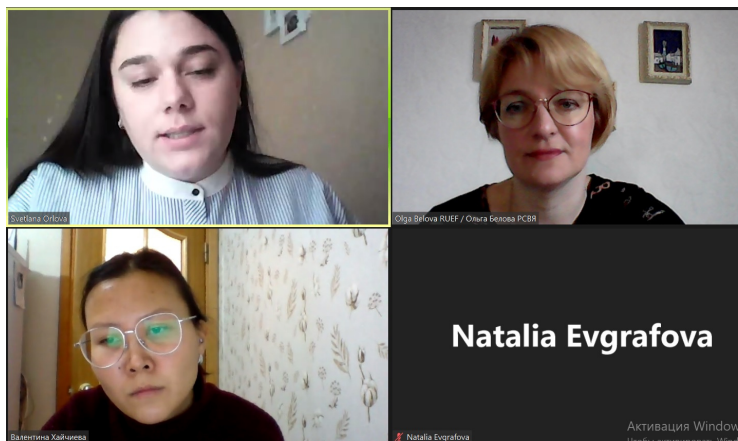 Svetlana Orlova
Olga Belova RUEF / Ольга Белова РСВЯ
Валентина Хайчиева
Natalia Evgrafova
Natalia Evgrafova
Активация Window